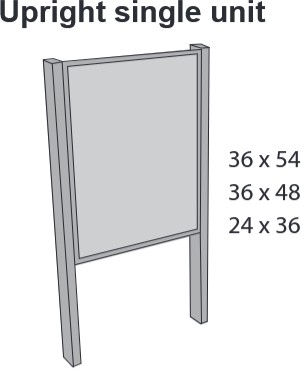 Upright single unit
36 x 54
36 x 48
24 x 36